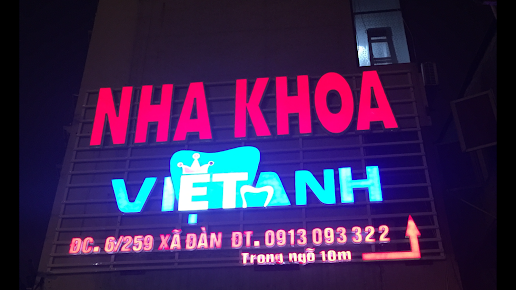 NHA KHOA
VIỆT ANH
ĐC. 6/259 XÃ ĐÀN ĐT. 0913 093 322
Trong ngõ 10m